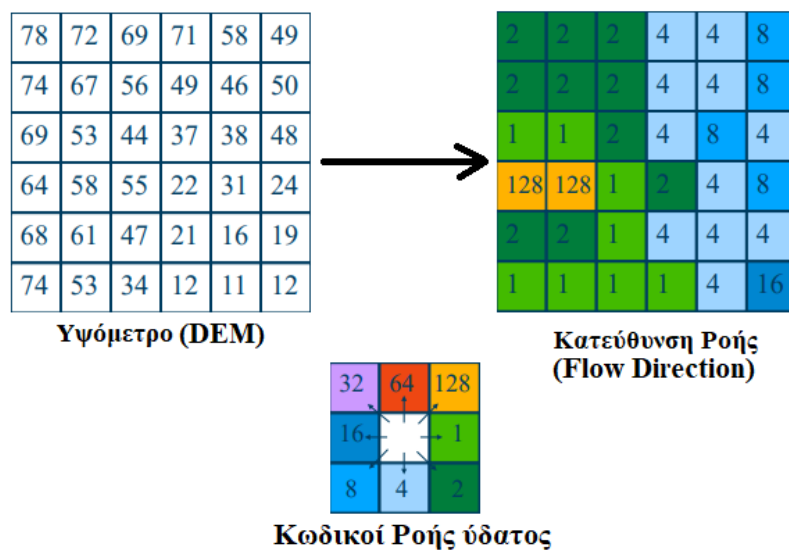 78 72 69 71 58 49
74 67 56 49 46 50
69 53 44 37 38 48
64 58 55 22 31 24
68 61 47 21 16 19
74 53 34 12 11 12
Υψόμετρο (DEM)
2 2 2 4 4 8
2 2 2 4 4 8
1 1 2 4 8 4
128 128 1 2 4 8
2 2 1 4 4 4
1 1 1 1 4 16
Κατεύθυνση Ροής
(Flow Direction)
32 64 128
16 1
8 4 2
Κωδικοί Ροής ύδατος